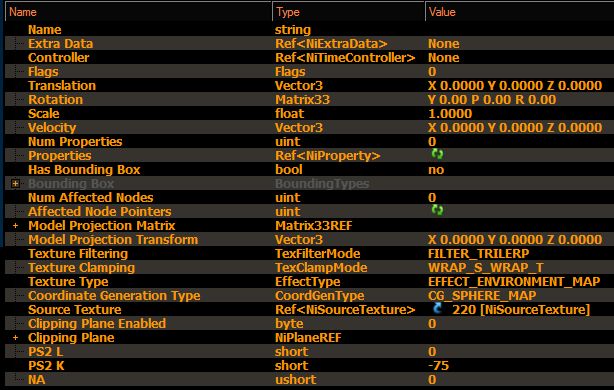 Name Type Value
Name string
Extra Data Ref<NiExtraData> None
Controller Ref<NiTimeController> None
Flags Flags 0
Translation Vector3 X 0.0000 Y 0.0000 Z 0.0000
Rotation Matrix33 Y 0.00 P 0.00 R 0.00
Scale float 1.0000
Velocity Vector3 X 0.0000 Y 0.0000 Z 0.0000
Num Properties uint 0
Properties Ref<NiProperty>
Has Bounding Box bool no
Bounding Box BoundingTypes
Num Affected Nodes uint 0
Affected Node Pointers uint
Model Projection Matrix Matrix33REF
Model Projection Transform Vector3 X 0.0000 Y 0.0000 Z 0.0000
Texture Filtering TexFilterMode FILTER_TRILERP
Texture Clamping TexClampMode WRAP_S_WRAP_T
Texture Type EffectType EFFECT_ENVIRONMENT_MAP
Coordinate Generation Type CoordGenType CG_SPHERE_MAP
Source Texture Ref<NiSourceTexture> 220 [NiSourceTexture]
Clipping Plane Enabled byte 0
Clipping Plane NiPlaneREF
PS2 L short 0
PS2 K short -75
NA ushort 0